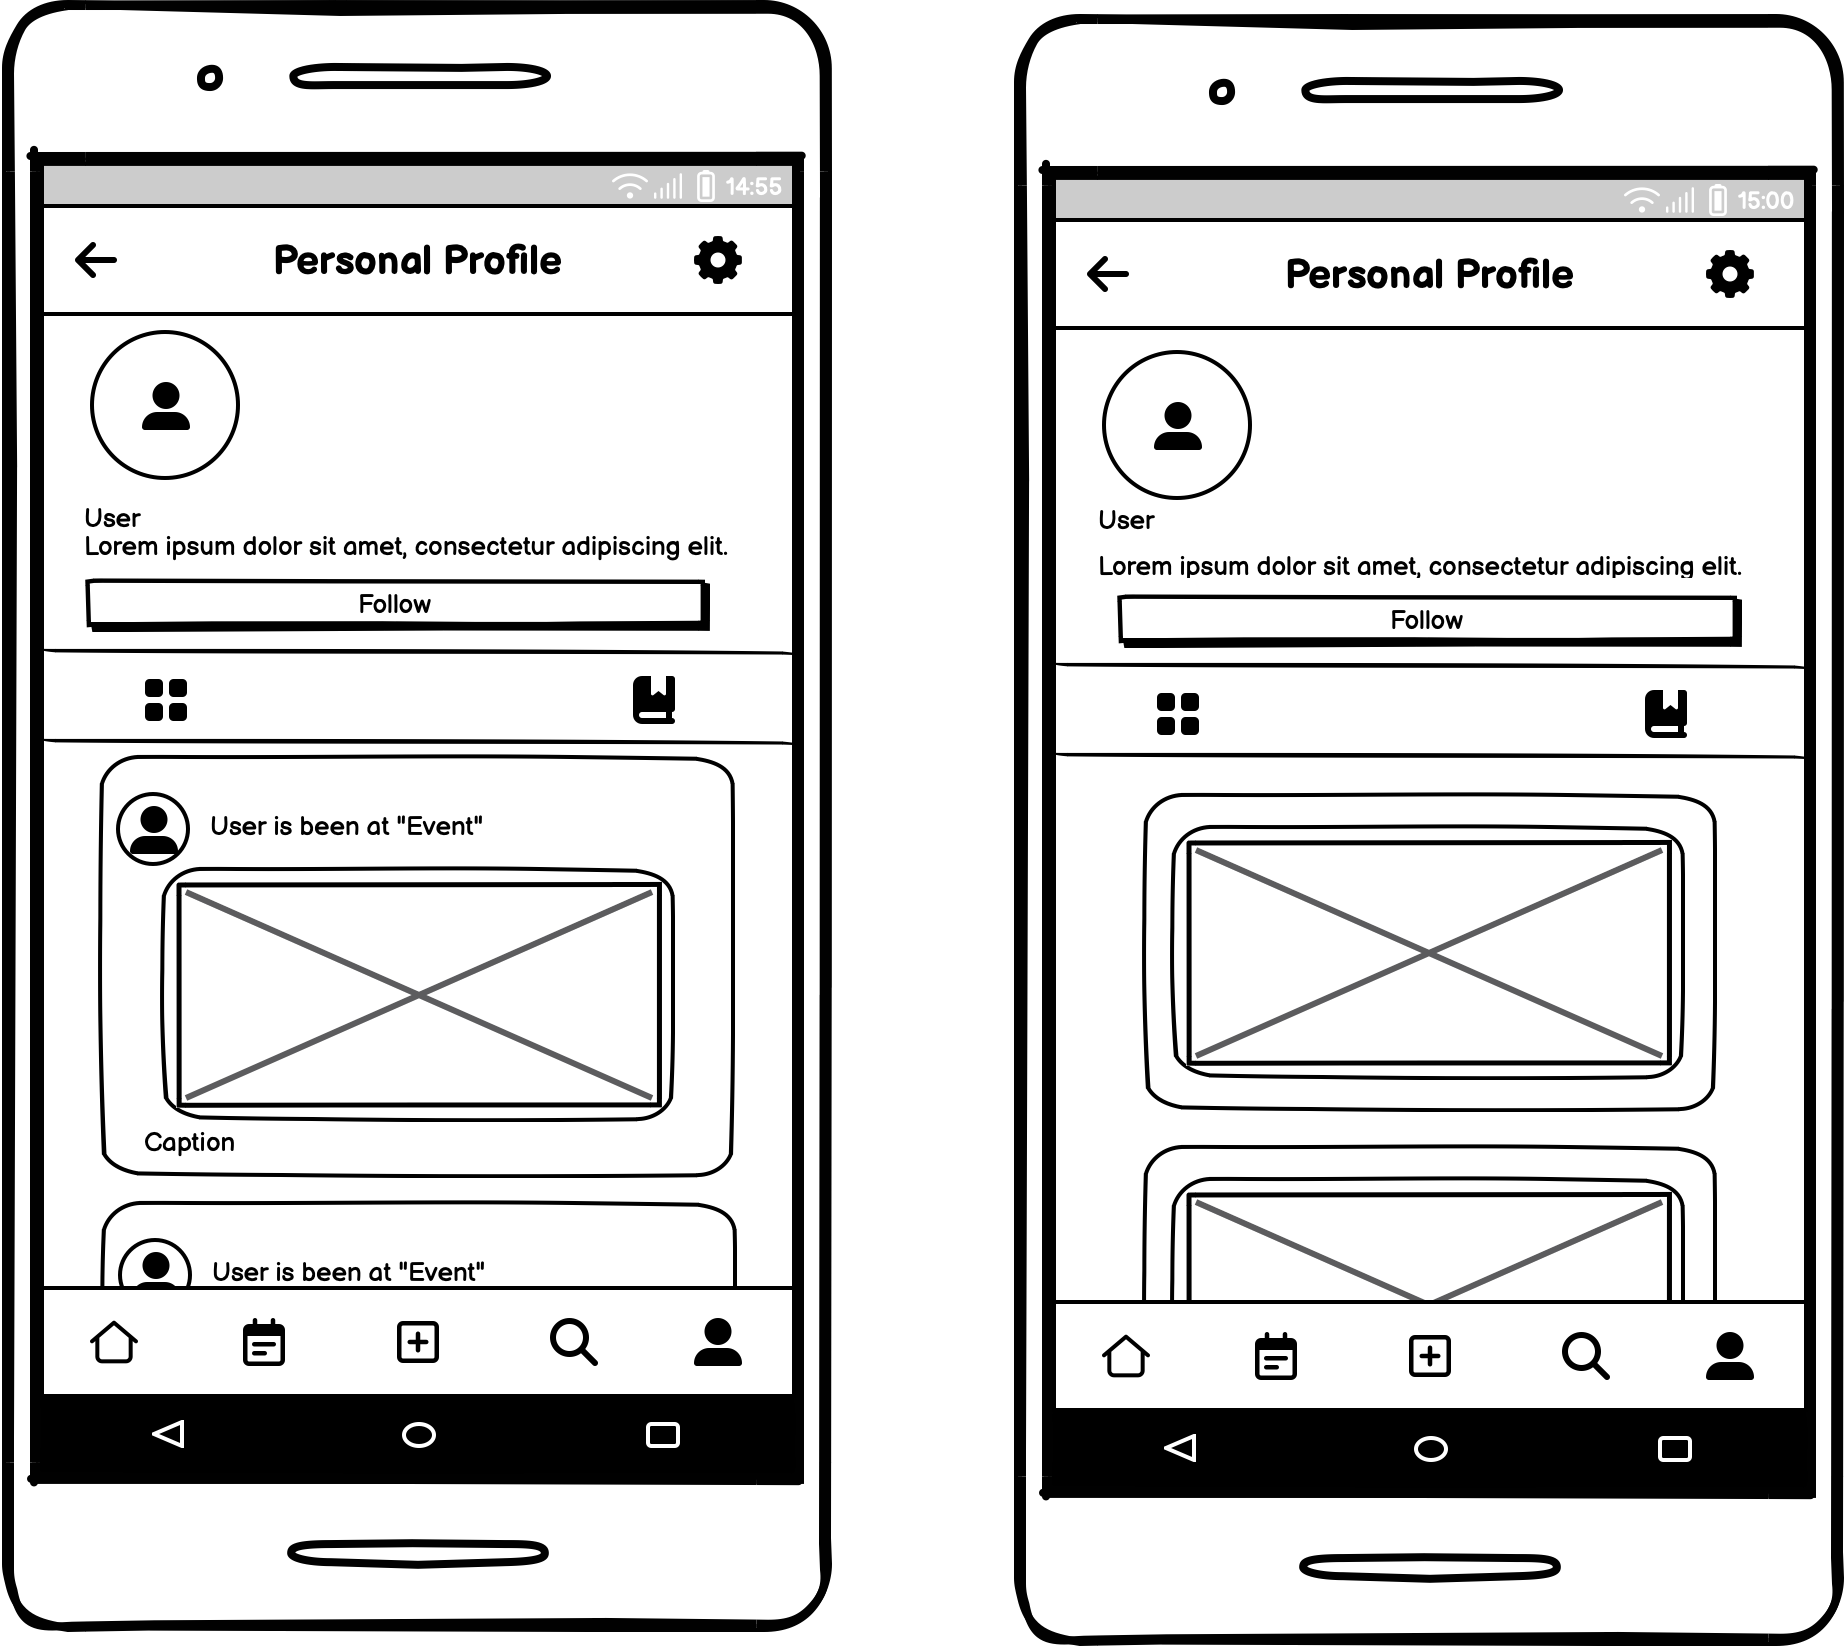 14:55
Personal Profile
User
Lorem ipsum dolor sit amet, consectetur adipiscing elit.
Follow
User is been at "Event"
Caption
User is been at "Event"
15:00
Personal Profile
User
Lorem ipsum dolor sit amet, consectetur adipiscing elit.
Follow